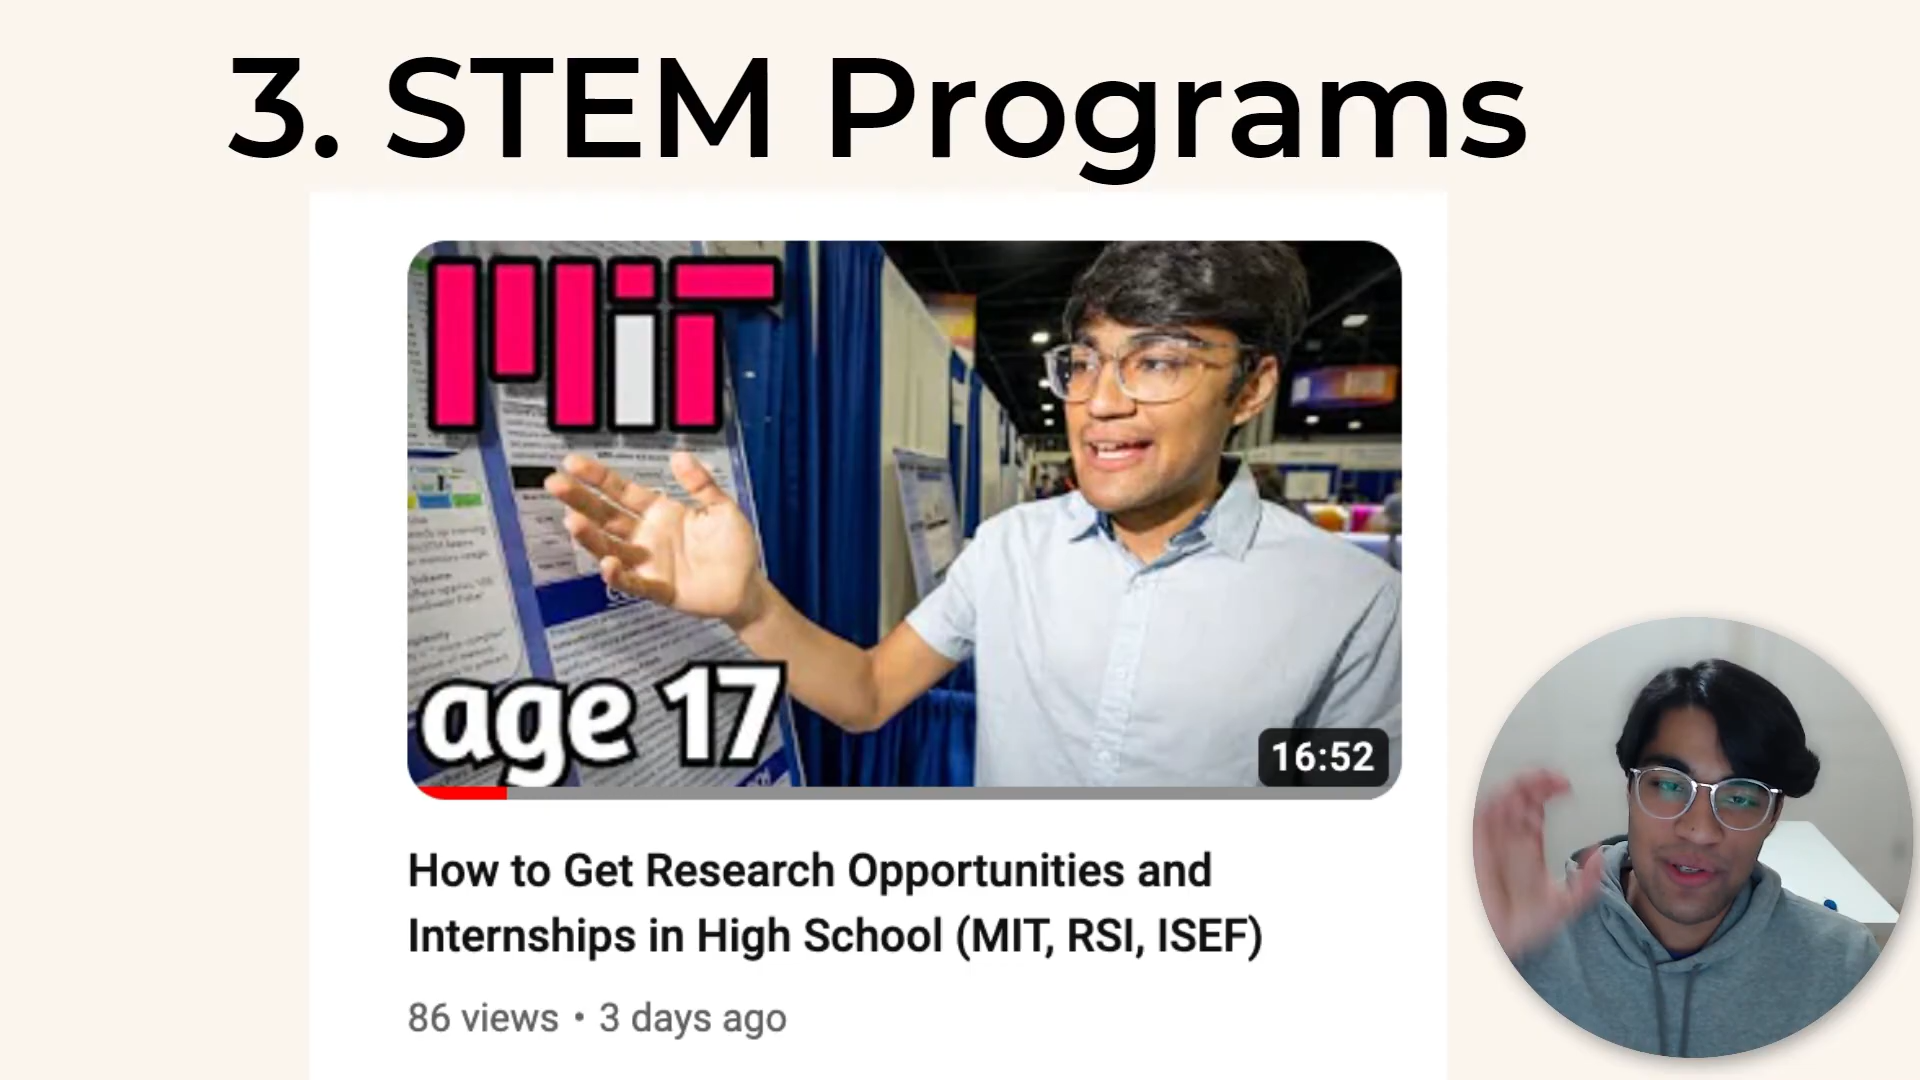 3. STEM Programs
MIT
age 17
16:52
How to Get Research Opportunities and
Internships in High School (MIT, RSI, ISEF)
86 views • 3 days ago